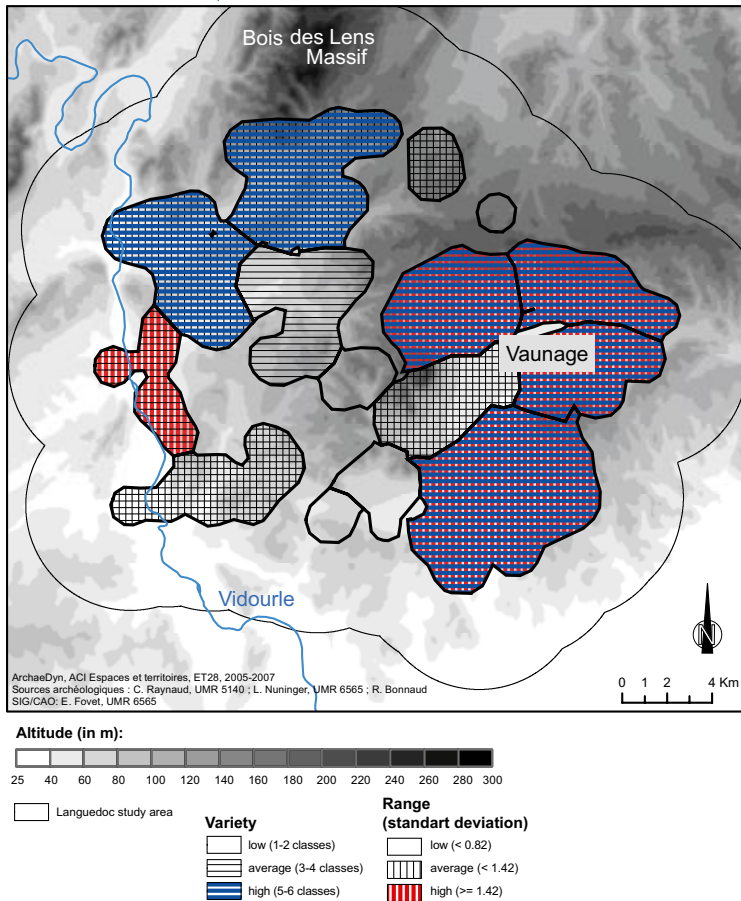 Bois des Lens
Massif
Vaunage
Vidourle
N
ArchaeDyn, ACI Espaces et territoires, ET28, 2005-2007
Sources archéologiques : C. Raynaud, UMR 5140 ; L. Nuninger, UMR 6565 ; R. Bonnaud
SIG/CAO: E. Fovet, UMR 6565
0 1 2 4 Km
Altitude (in m):
25 40 60 80 100 120 140 160 180 200 220 240 260 280 300
Languedoc study area
Variety
low (1-2 classes)
average (3-4 classes)
high (5-6 classes)
Range
(standart deviation)
low (< 0.82)
average (< 1.42)
high (>= 1.42)